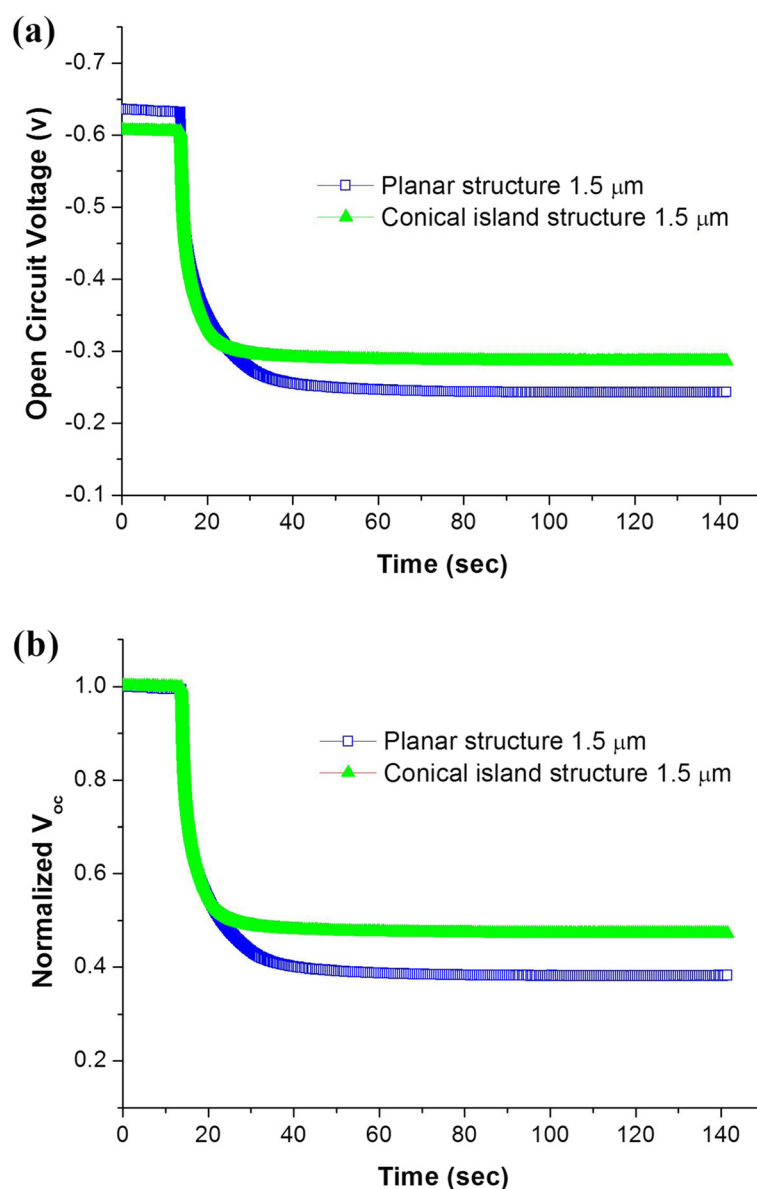 (a)
-0.7
-0.6
-0.5
-0.4
-0.3
-0.2
-0.1
Open Circuit Voltage (v)
Planar structure 1.5 μm
Conical island structure 1.5 μm
0 20 40 60 80 100 120 140
Time (sec)
(b)
1.0
0.8
0.6
0.4
0.2
Normalized Voc
Planar structure 1.5 μm
Conical island structure 1.5 μm
0 20 40 60 80 100 120 140
Time (sec)